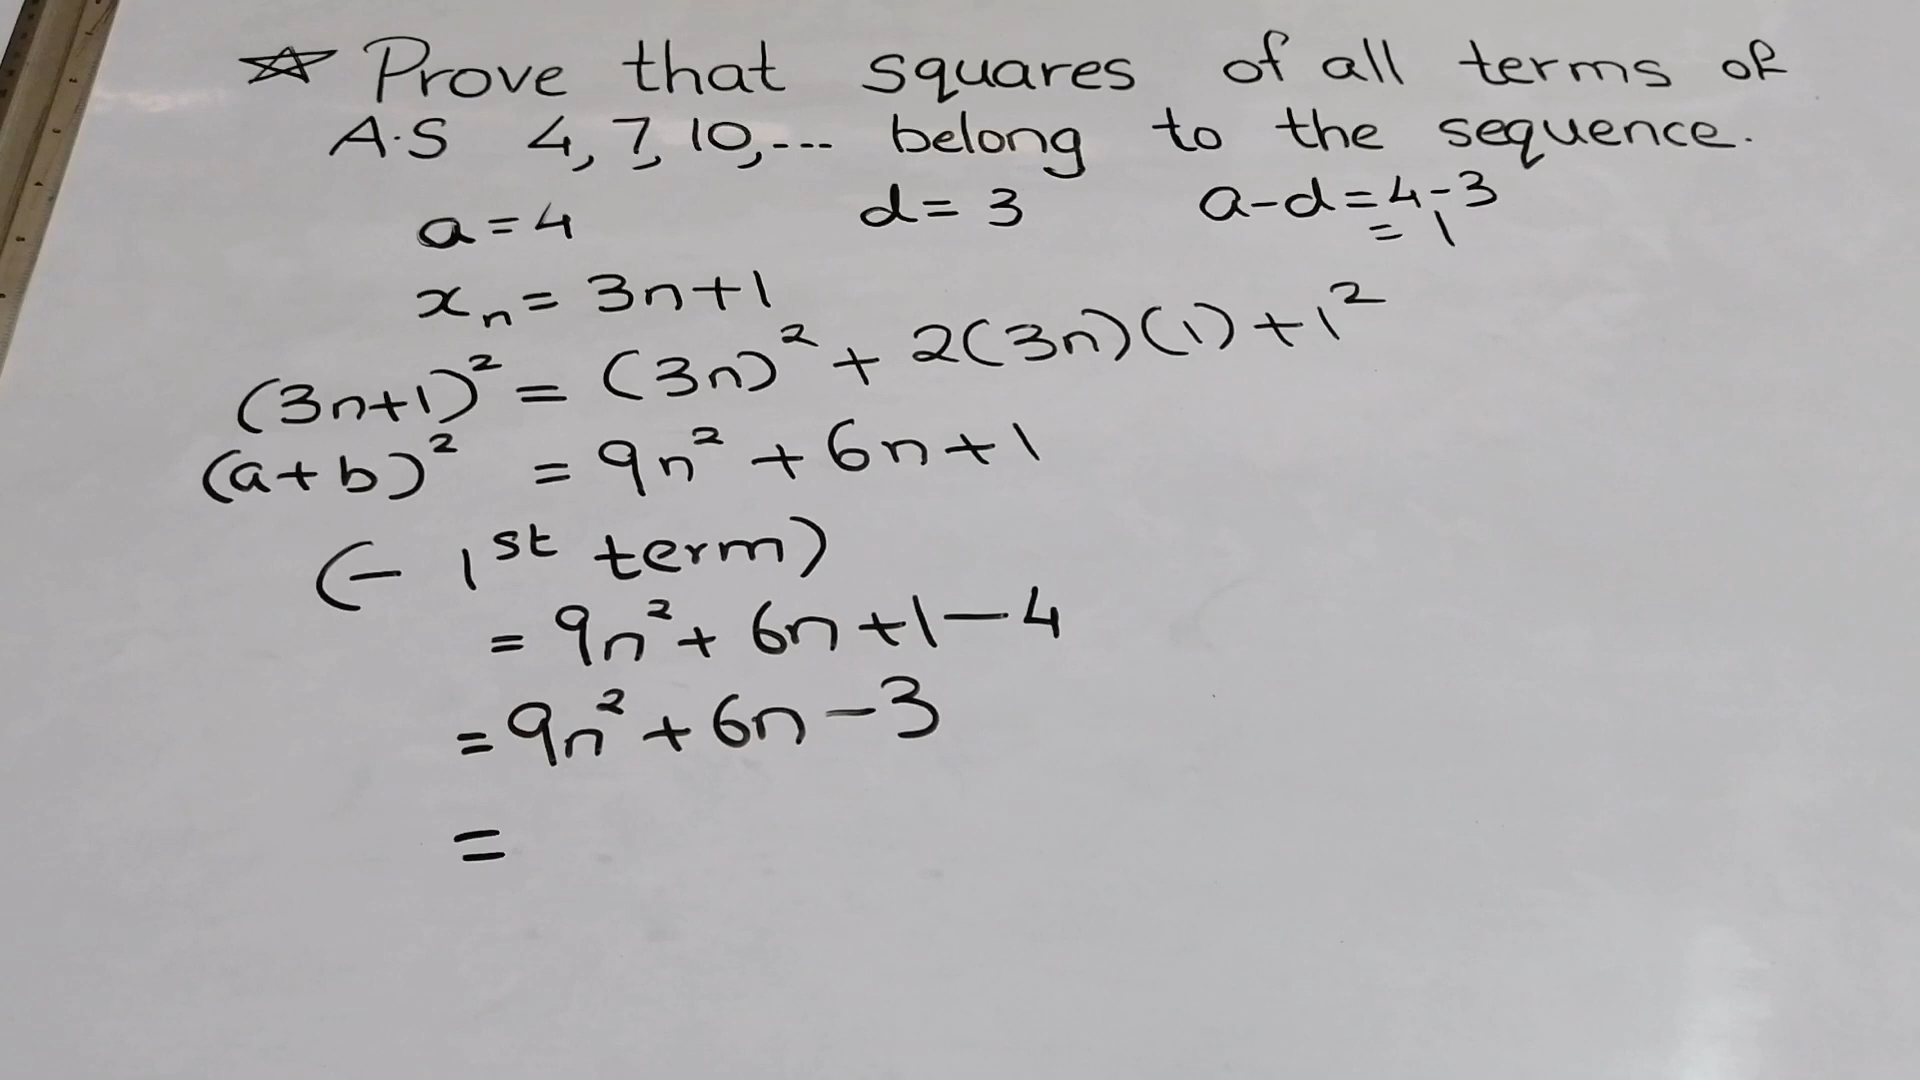 ☆ Prove that squares of all terms of
A.S 4, 7, 10, --- belong to the sequence.
a = 4 d = 3 a-d = 4-3
= 1
xₙ = 3n+1
(3n+1)² = (3n)² + 2(3n)(1) + 1²
(a+b)² = 9n² + 6n + 1
(- 1st term)
= 9n² + 6n + 1 - 4
= 9n² + 6n - 3
=